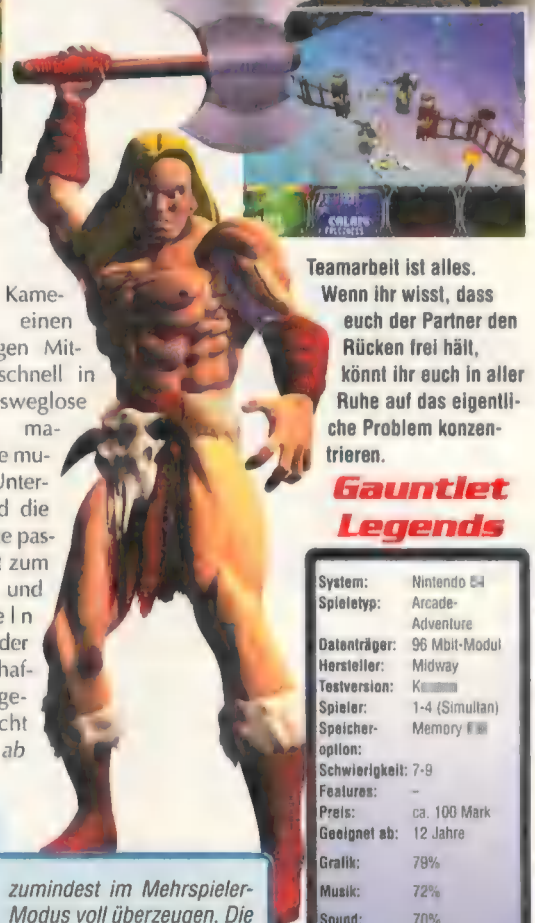 Teamarbeit ist alles.
Wenn ihr wisst, dass
euch der Partner den
Rücken frei hält,
könnt ihr euch in aller
Ruhe auf das eigentli-
che Problem konzen-
trieren.
Kame-
einen
gen Mit-
schnell in
sweglose
ma-
e mu-
Unter-
d die
e pas-
t zum
und
e l n
der
haf-
ge-
cht
ab
zumindest im Mehrspieler-
Modus voll überzeugen. Die
Gauntlet
Legends
System: Nintendo
Spieletyp: Arcade-
Adventure
Datenträger: 96 Mbit-Modul
Hersteller: Midway
Testversion:
Spieler: 1-4 (Simultan)
Speicher- Memory
option:
Schwierigkeit: 7-9
Features: –
Preis: ca. 100 Mark
Geeignet ab: 12 Jahre
Grafik: 79%
Musik: 72%
Sound: 70%